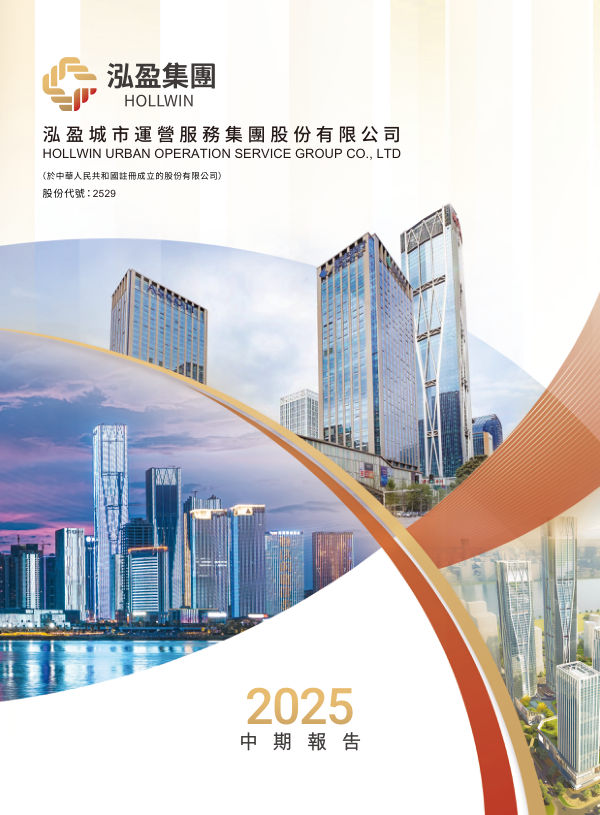 泓盈集團
HOLLWIN
泓盈城市運營服務集團股份有限公司
HOLLWIN URBAN OPERATION SERVICE GROUP CO., LTD
（於中華人民共和國註冊成立的股份有限公司）
股份代號：2529
2025
中期報告